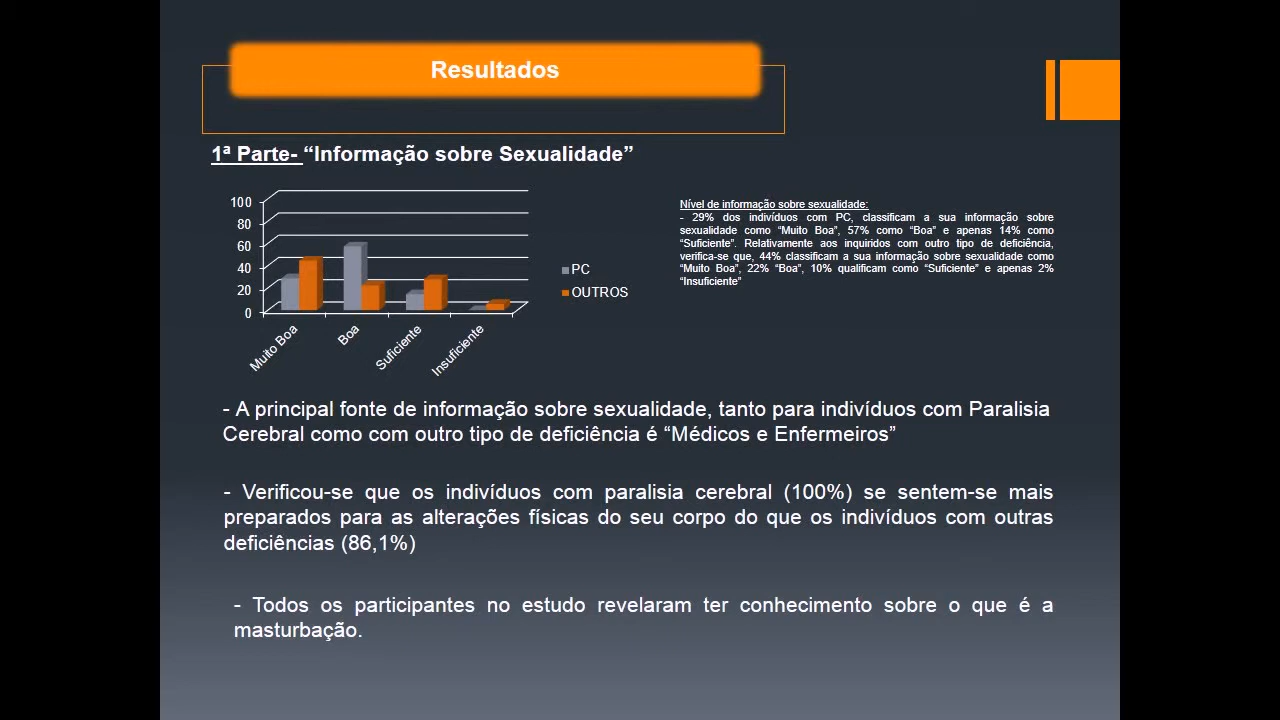 Resultados
1ª Parte- “Informação sobre Sexualidade”
100
80
60
40
20
0
Muito Boa
Boa
Suficiente
Insuficiente
PC
OUTROS
Nível de informação sobre sexualidade:
- 29% dos indivíduos com PC, classificam a sua informação sobre
sexualidade como “Muito Boa”, 57% como “Boa” e apenas 14% como
“Suficiente”. Relativamente aos inquiridos com outro tipo de deficiência,
verifica-se que, 44% classificam a sua informação sobre sexualidade como
“Muito Boa”, 22% “Boa”, 10% qualificam como “Suficiente” e apenas 2%
“Insuficiente”
- A principal fonte de informação sobre sexualidade, tanto para indivíduos com Paralisia
Cerebral como com outro tipo de deficiência é “Médicos e Enfermeiros”
- Verificou-se que os indivíduos com paralisia cerebral (100%) se sentem-se mais
preparados para as alterações físicas do seu corpo do que os indivíduos com outras
deficiências (86,1%)
- Todos os participantes no estudo revelaram ter conhecimento sobre o que é a
masturbação.